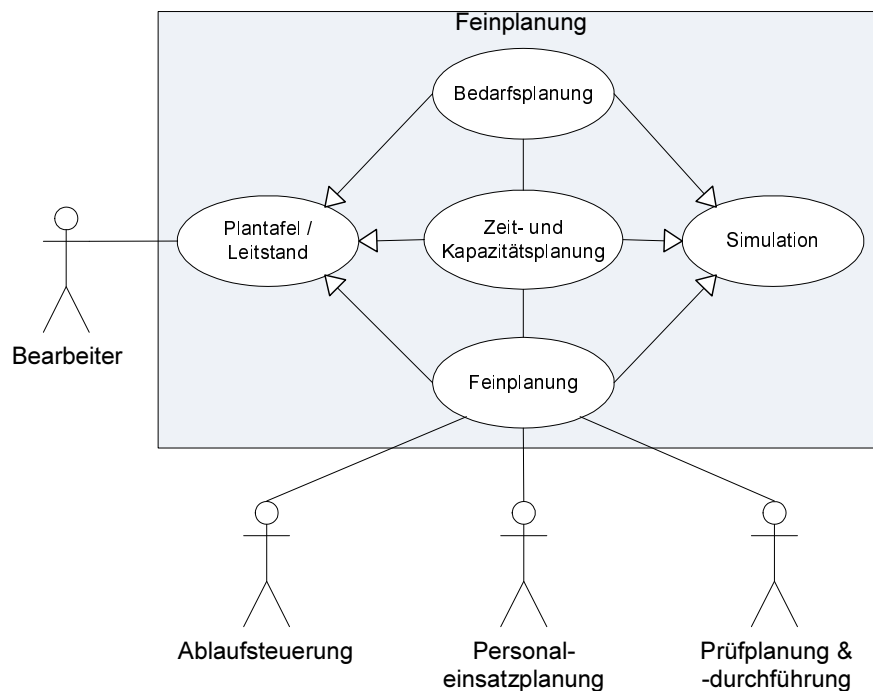 Feinplanung
Bedarfsplanung
Plantafel /
Leitstand
Zeit- und
Kapazitätsplanung
Simulation
Bearbeiter
Feinplanung
Ablaufsteuerung
Personal-
einsatzplanung
Prüfplanung &
-durchführung